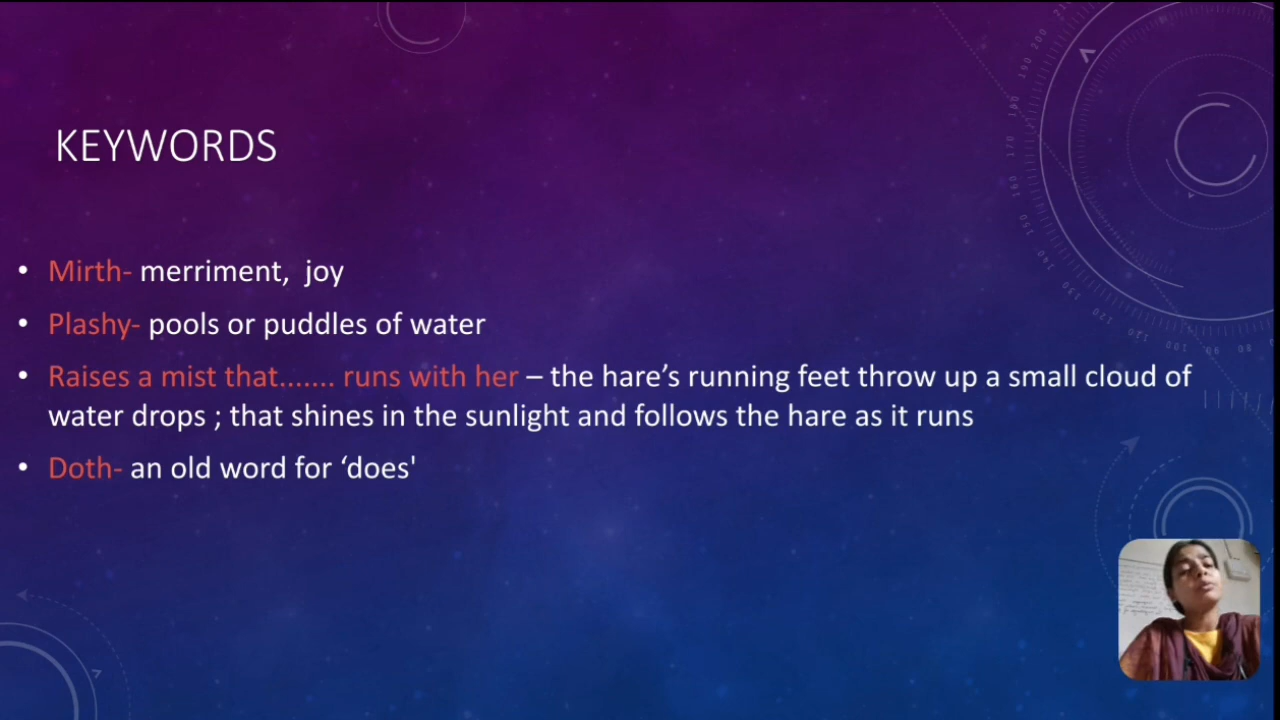 KEYWORDS
• Mirth- merriment,  joy
• Plashy- pools or puddles of water
• Raises a mist that....... runs with her – the hare’s running feet throw up a small cloud of
water drops ; that shines in the sunlight and follows the hare as it runs
• Doth- an old word for ‘does'